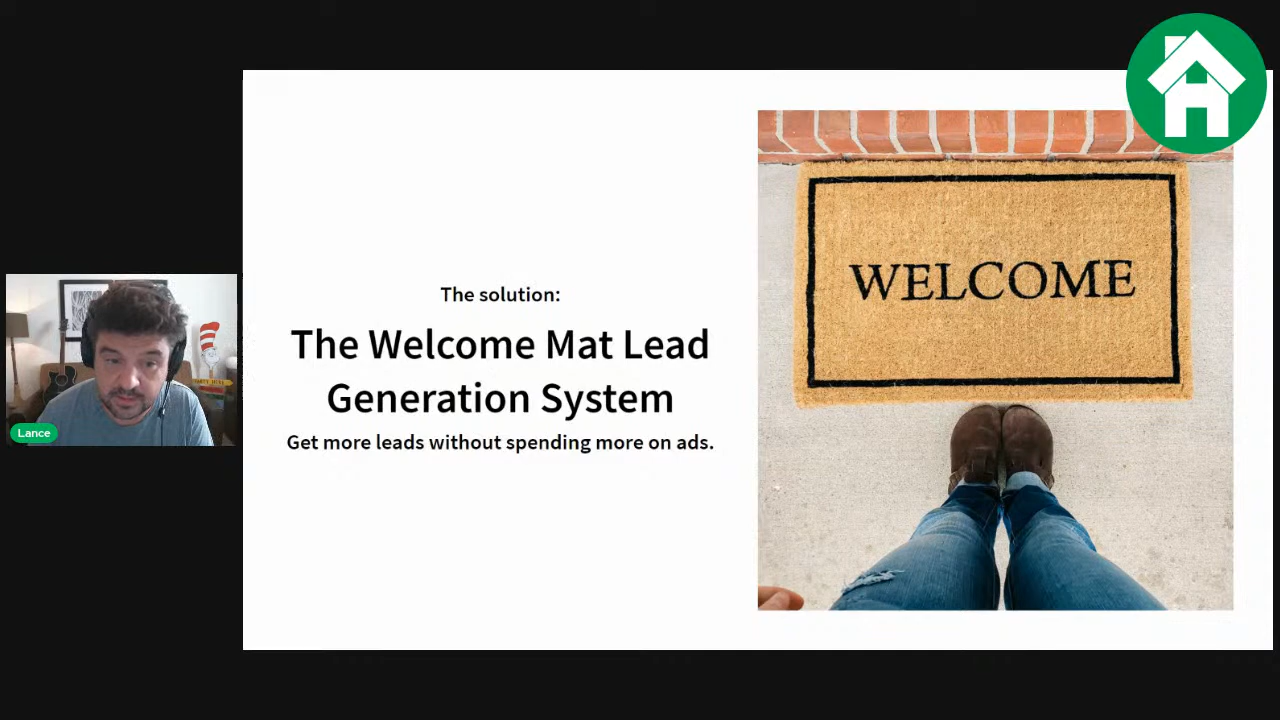 The solution:
The Welcome Mat Lead
Generation System
Get more leads without spending more on ads.
WELCOME
Lance